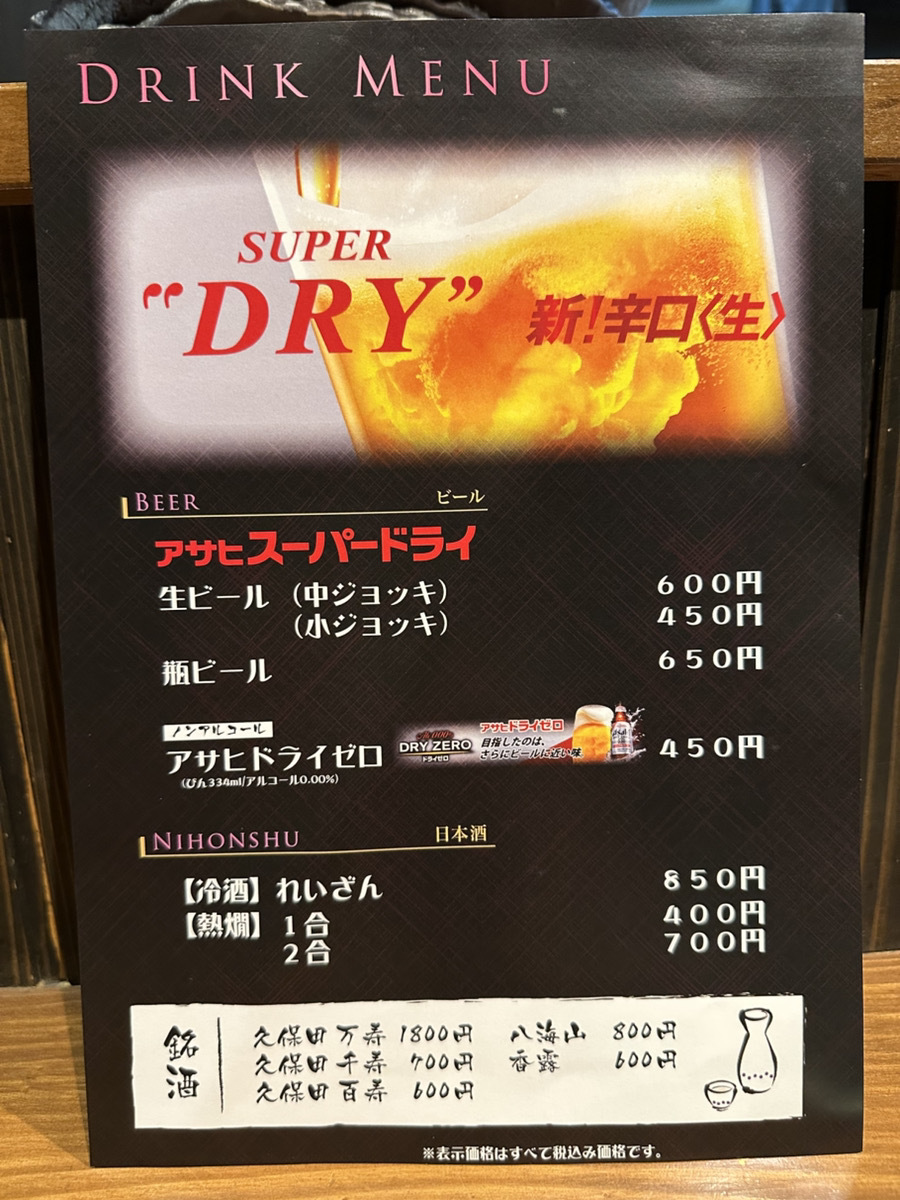 DRINK MENU
SUPER
"DRY"
新!辛口〈生〉
BEER ビール
アサヒスーパードライ
生ビール (中ジョッキ) 600円
(小ジョッキ) 450円
瓶ビール 650円
ノンアルコール
アサヒドライゼロ 450円
(びん334ml/アルコール0.00%)
DRY ZERO
ドライゼロ
アサヒドライゼロ
目指したのは、
さらにビールに近い味
NIHONSHU 日本酒
【冷酒】れいざん 850円
【熱燗】1合 400円
2合 700円
銘酒
久保田 万寿 1800円 八海山 800円
久保田 千寿 700円 香露 600円
久保田 百寿 600円
※表示価格はすべて税込み価格です。